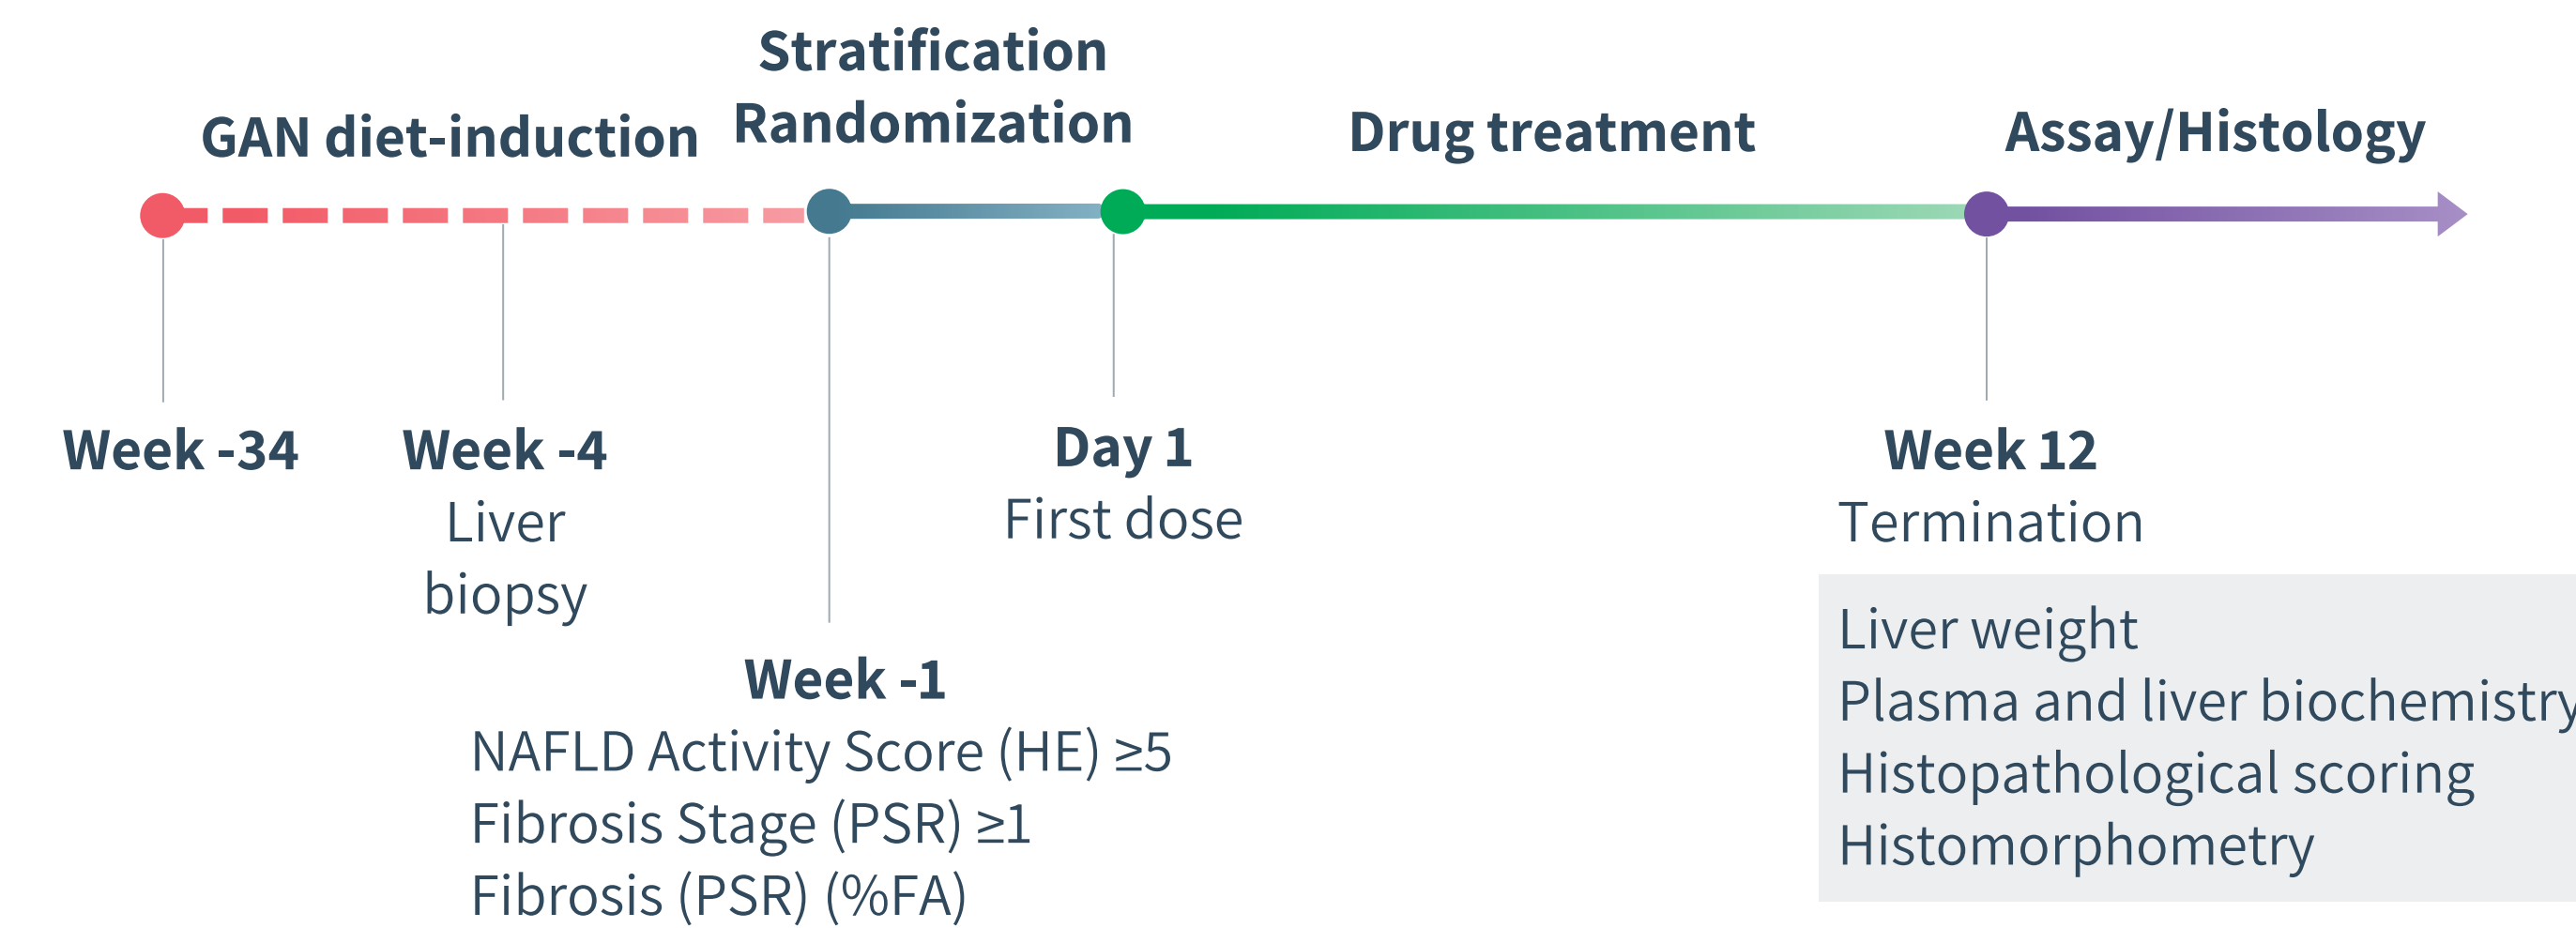 Stratification
Randomization
GAN diet-induction
Drug treatment
Assay/Histology
Week -34
Week -4
Liver
biopsy
Week -1
NAFLD Activity Score (HE) ≥5
Fibrosis Stage (PSR) ≥1
Fibrosis (PSR) (%FA)
Day 1
First dose
Week 12
Termination
Liver weight
Plasma and liver biochemistry
Histopathological scoring
Histomorphometry